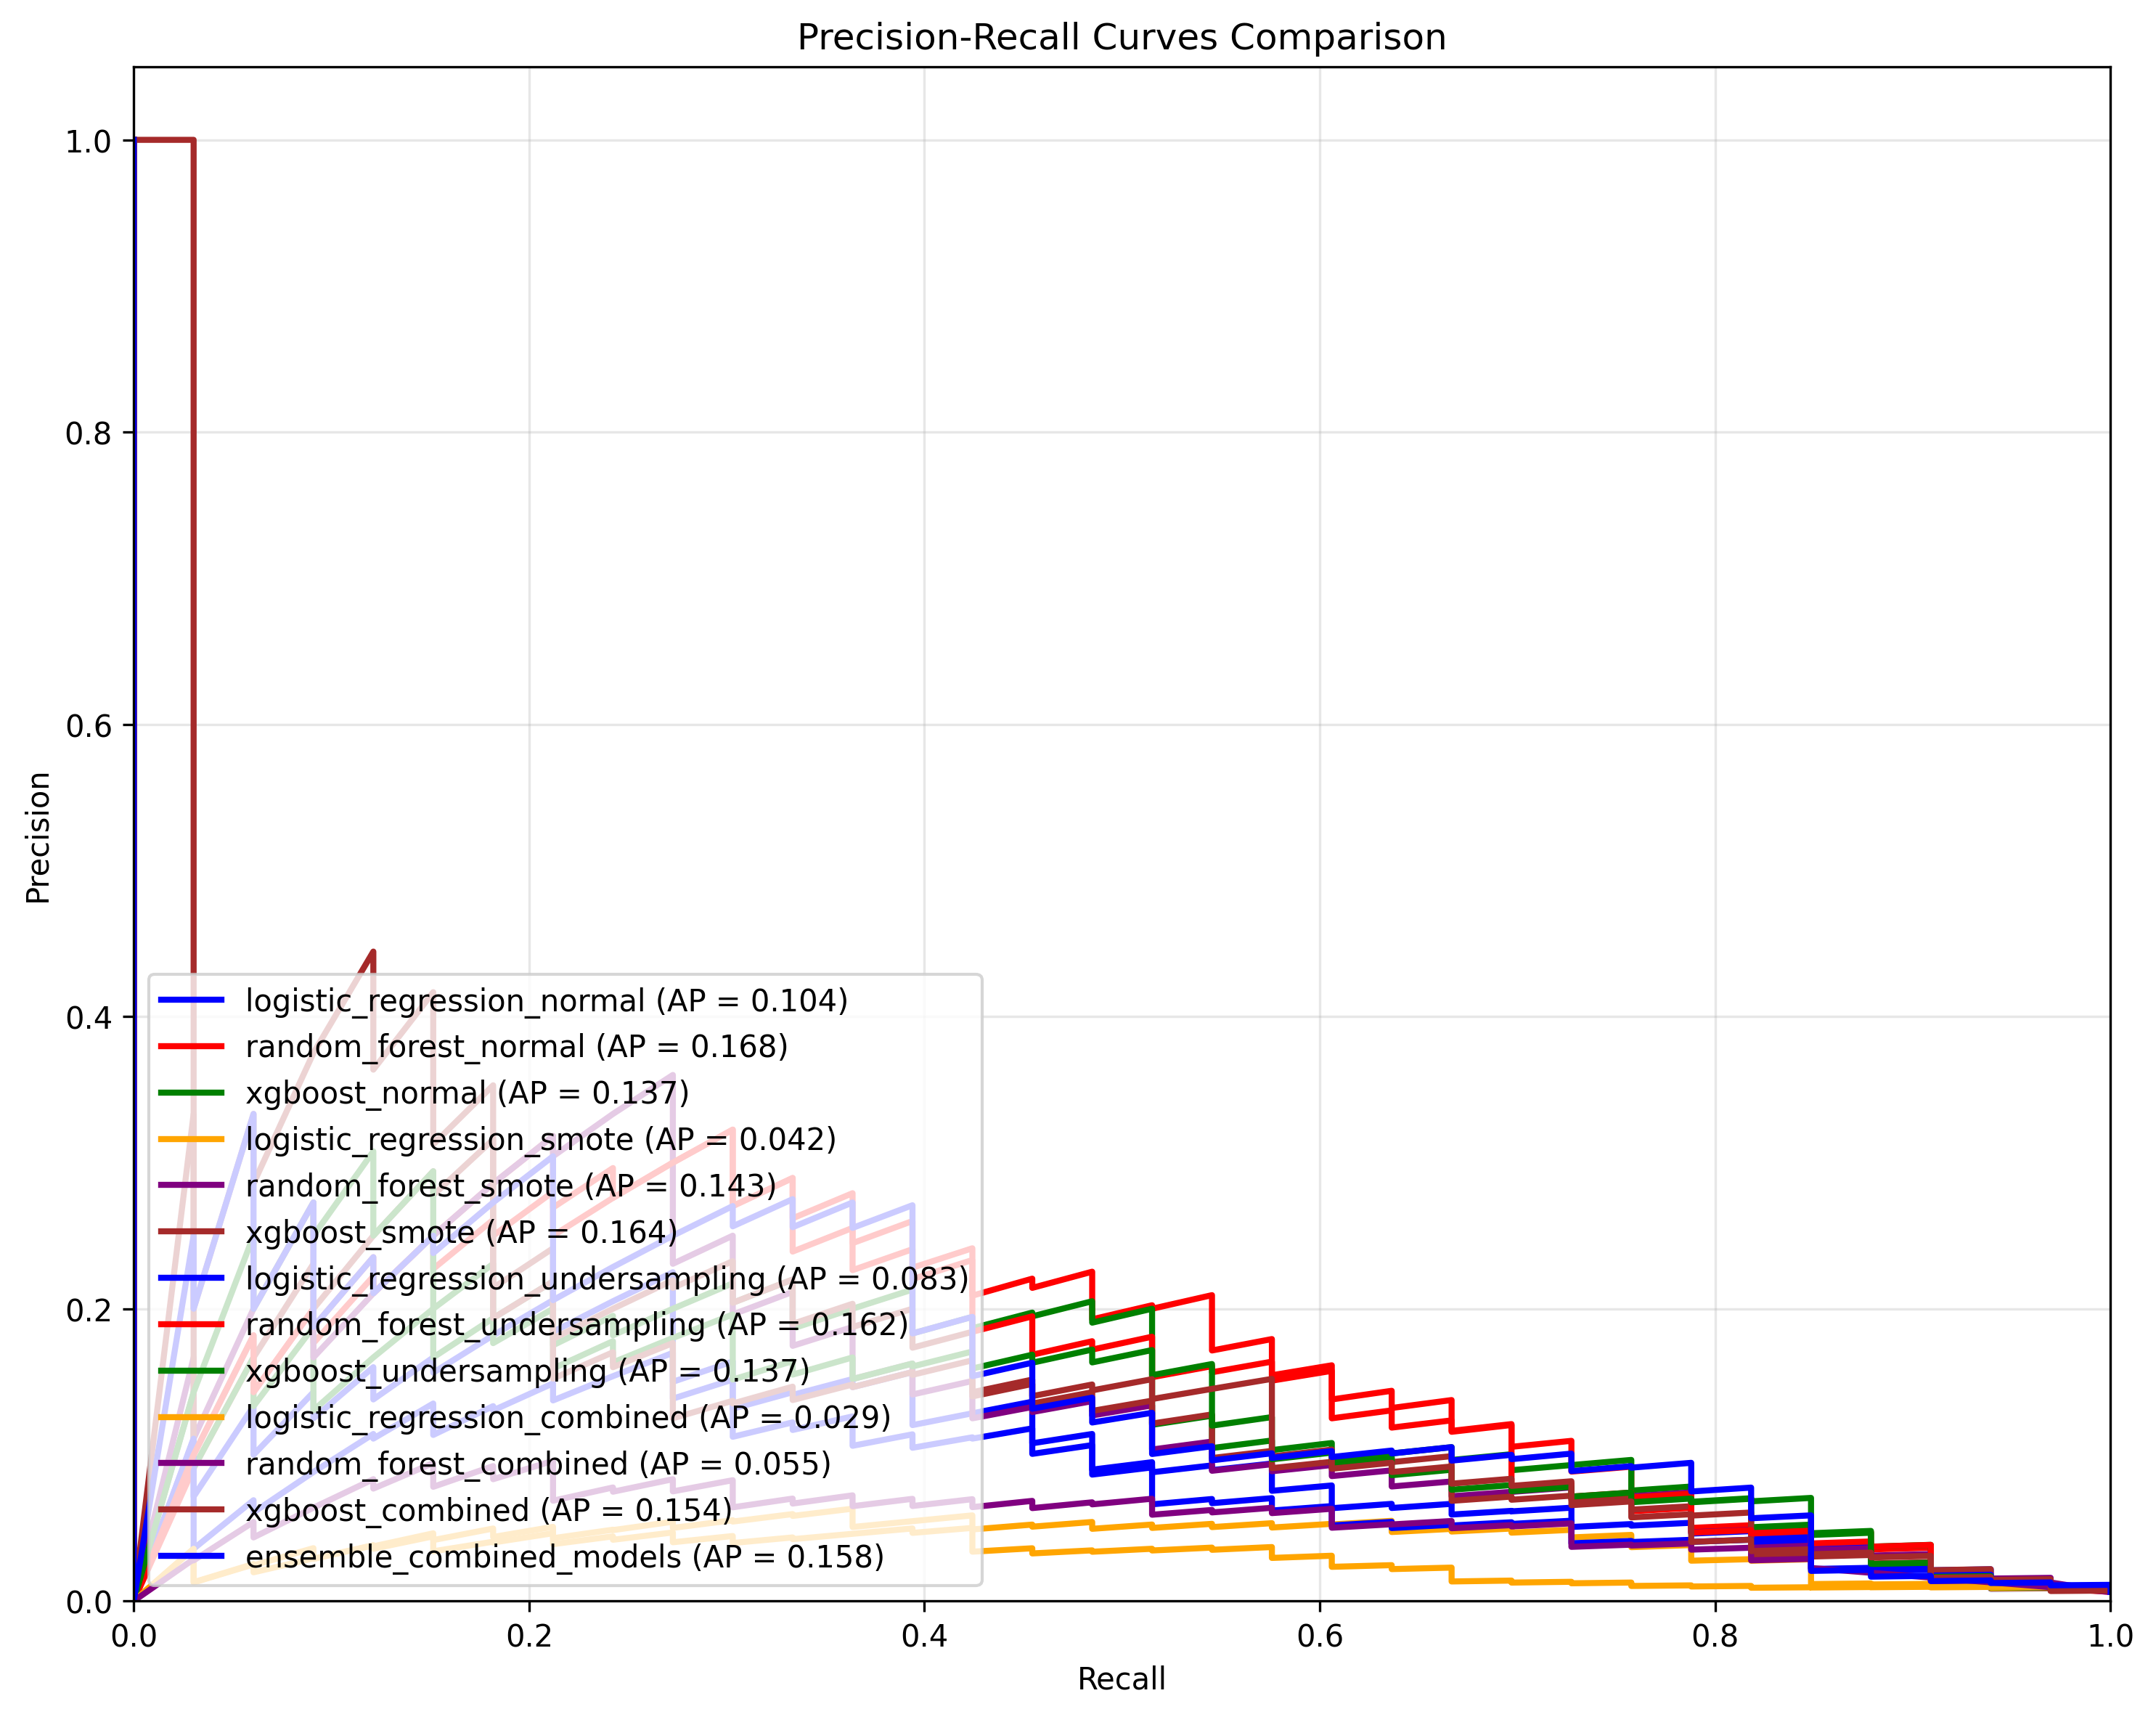 Precision-Recall Curves Comparison
1.0
0.8
0.6
0.4
0.2
0.0
Precision
logistic_regression_normal (AP = 0.104)
random_forest_normal (AP = 0.168)
xgboost_normal (AP = 0.137)
logistic_regression_smote (AP = 0.042)
random_forest_smote (AP = 0.143)
xgboost_smote (AP = 0.164)
logistic_regression_undersampling (AP = 0.083)
random_forest_undersampling (AP = 0.162)
xgboost_undersampling (AP = 0.137)
logistic_regression_combined (AP = 0.029)
random_forest_combined (AP = 0.055)
xgboost_combined (AP = 0.154)
ensemble_combined_models (AP = 0.158)
0.0 0.2 0.4 0.6 0.8 1.0
Recall